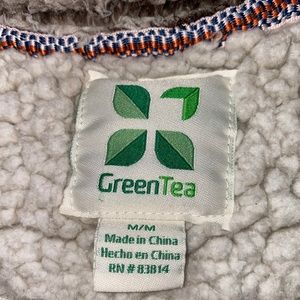 GreenTea
M/M
Made in China
Hecho en China
RN # 83814